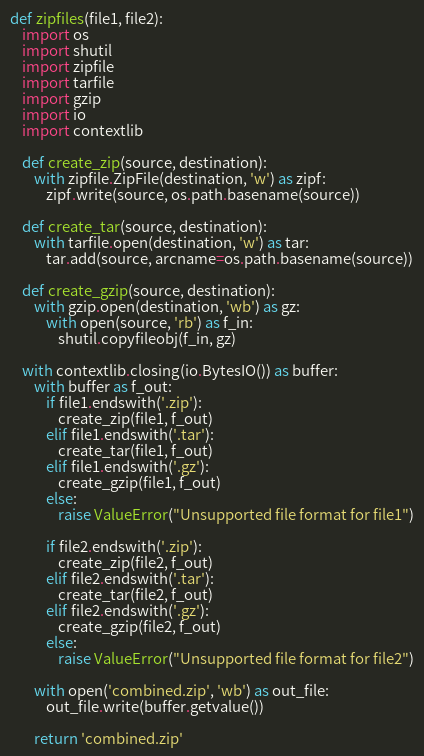 def zipfiles(file1, file2):
    import os
    import shutil
    import zipfile
    import tarfile
    import gzip
    import io
    import contextlib

    def create_zip(source, destination):
        with zipfile.ZipFile(destination, 'w') as zipf:
            zipf.write(source, os.path.basename(source))

    def create_tar(source, destination):
        with tarfile.open(destination, 'w') as tar:
            tar.add(source, arcname=os.path.basename(source))

    def create_gzip(source, destination):
        with gzip.open(destination, 'wb') as gz:
            with open(source, 'rb') as f_in:
                shutil.copyfileobj(f_in, gz)

    with contextlib.closing(io.BytesIO()) as buffer:
        with buffer as f_out:
            if file1.endswith('.zip'):
                create_zip(file1, f_out)
            elif file1.endswith('.tar'):
                create_tar(file1, f_out)
            elif file1.endswith('.gz'):
                create_gzip(file1, f_out)
            else:
                raise ValueError("Unsupported file format for file1")

            if file2.endswith('.zip'):
                create_zip(file2, f_out)
            elif file2.endswith('.tar'):
                create_tar(file2, f_out)
            elif file2.endswith('.gz'):
                create_gzip(file2, f_out)
            else:
                raise ValueError("Unsupported file format for file2")

        with open('combined.zip', 'wb') as out_file:
            out_file.write(buffer.getvalue())

        return 'combined.zip'